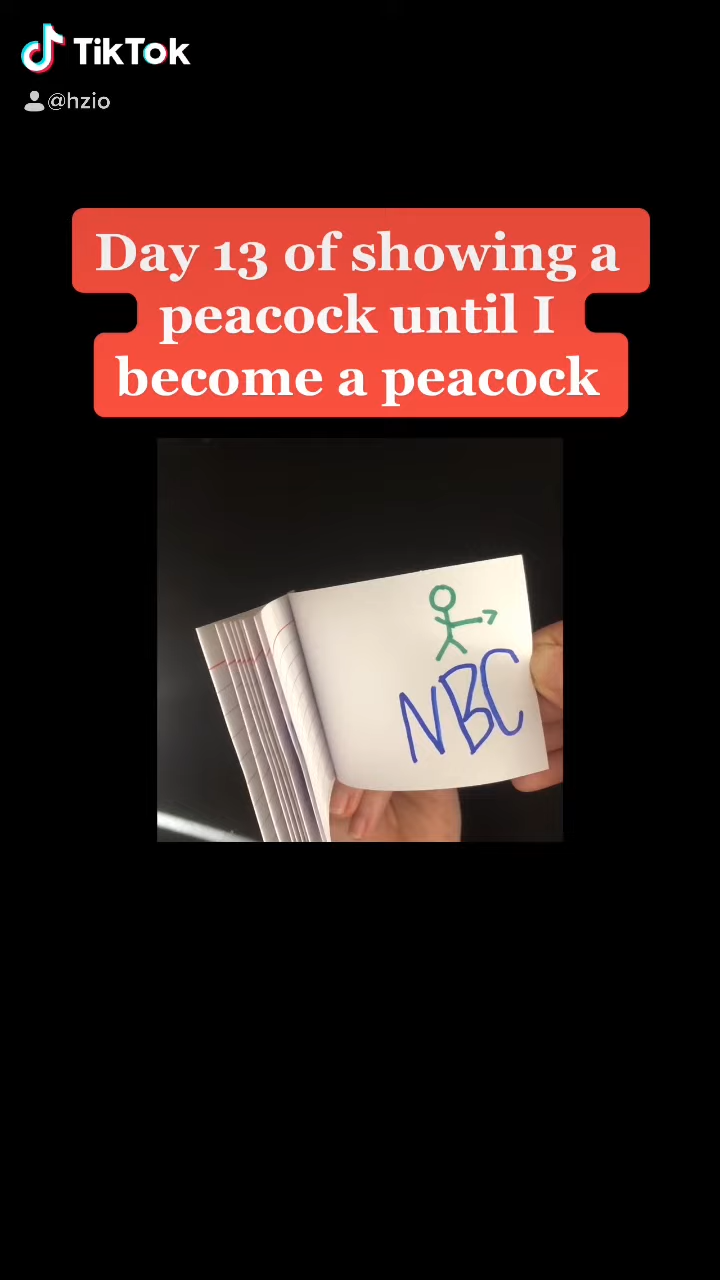 TikTok
@hzio
Day 13 of showing a
peacock until I
become a peacock
NBC